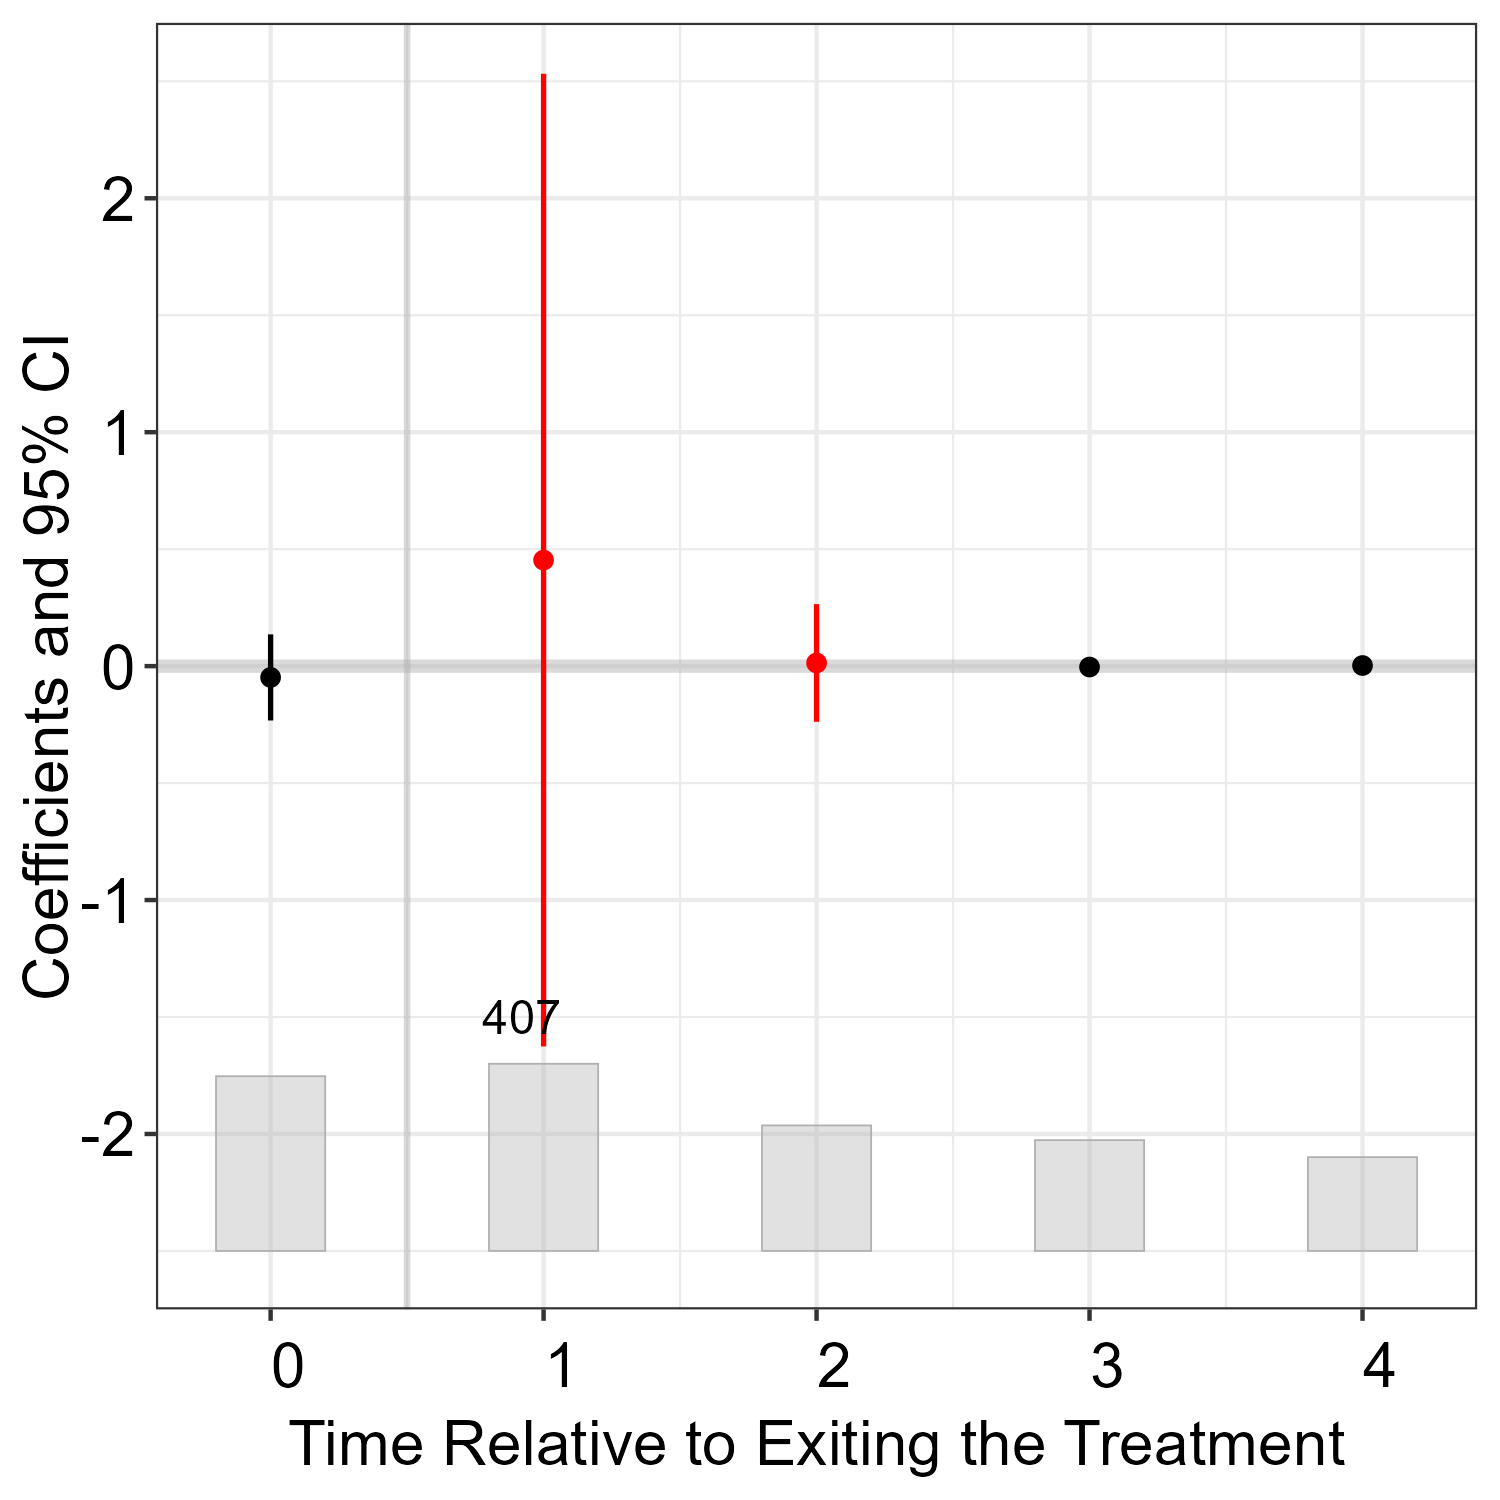 Coefficients and 95% CI
2
1
0
-1
-2
407
0 1 2 3 4
Time Relative to Exiting the Treatment